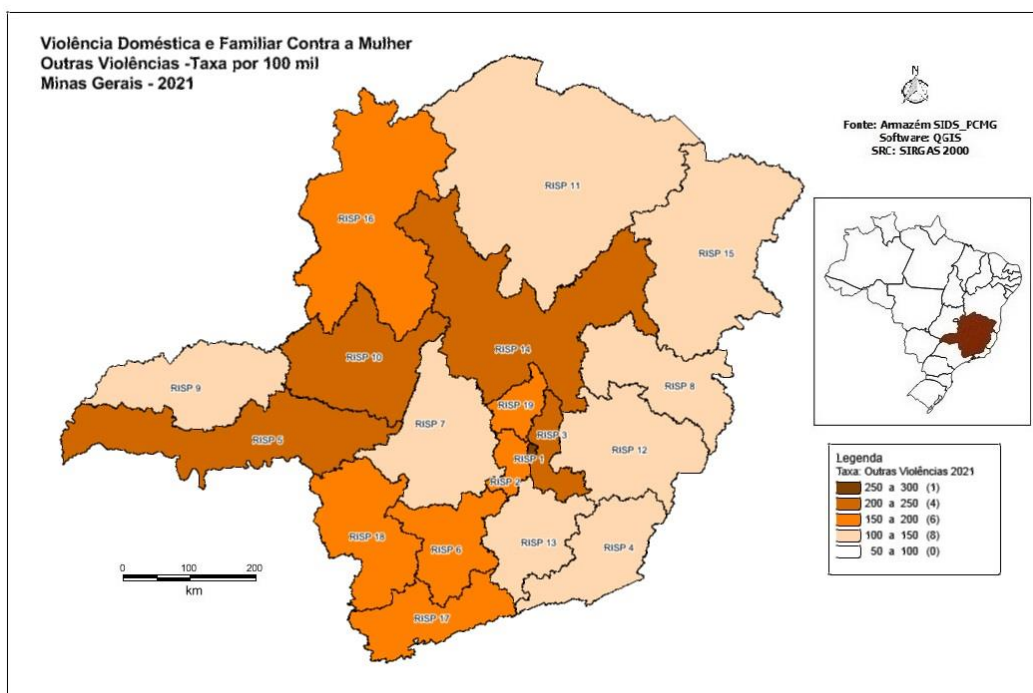 Violência Doméstica e Familiar Contra a Mulher
Outras Violências -Taxa por 100 mil
Minas Gerais - 2021
N
Fonte: Armazém SIDS_PCMG
Software: QGIS
SRC: SIRGAS 2000
RISP 11
RISP 16
RISP 15
RISP 14
RISP 10
RISP 9
RISP 8
RISP 19
RISP 7
RISP 3
RISP 5
RISP 12
RISP 1
RISP 2
RISP 18
RISP 6
RISP 13
RISP 4
RISP 17
0 100 200
km
Legenda
Taxa: Outras Violências 2021
250 a 300 (1)
200 a 250 (4)
150 a 200 (6)
100 a 150 (8)
50 a 100 (0)